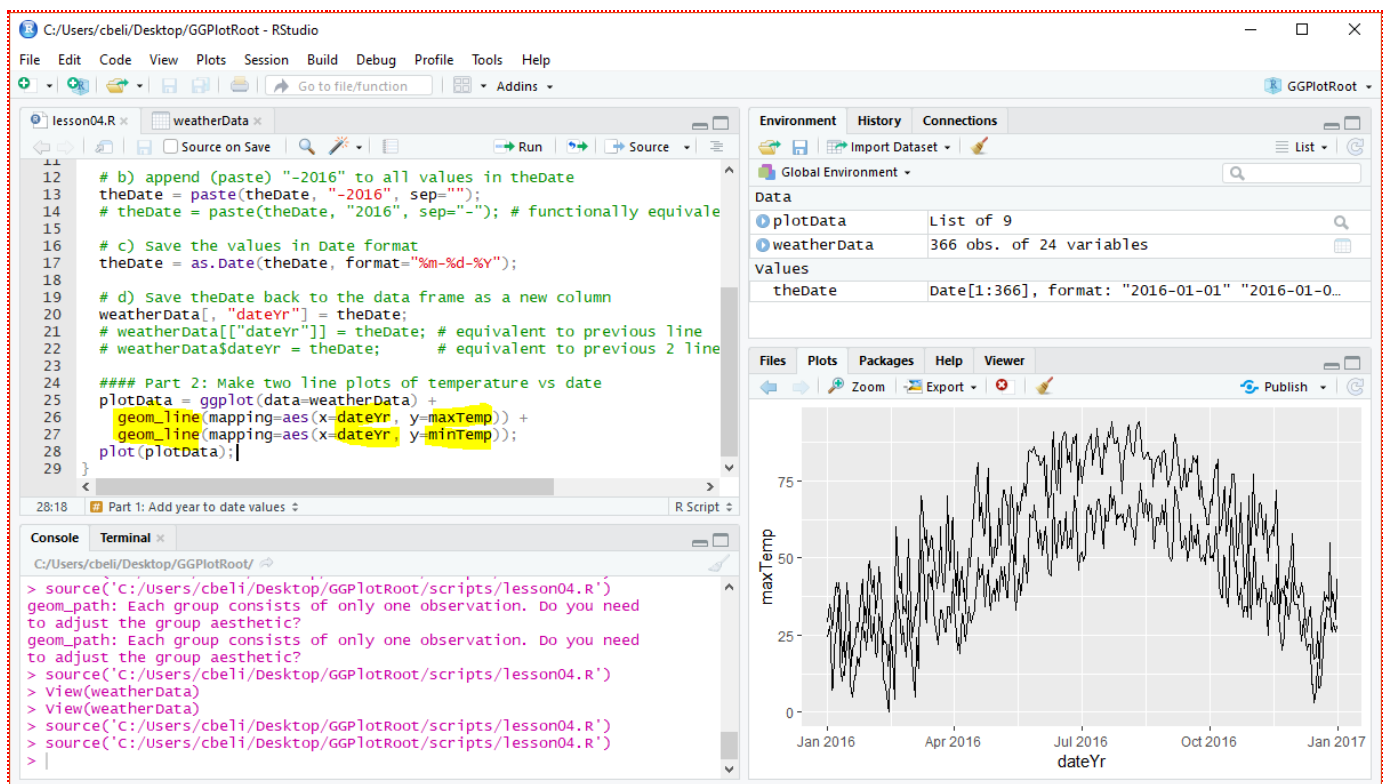 C:/Users/cbeli/Desktop/GGPlotRoot - RStudio
File Edit Code View Plots Session Build Debug Profile Tools Help
Go to file/function Addins GGPlotRoot
lesson04.R weatherData
Source on Save Run Source
11
12 # b) append (paste) "-2016" to all values in theDate
13 theDate = paste(theDate, "-2016", sep="");
14 # theDate = paste(theDate, "2016", sep="-"); # functionally equivale
15
16 # c) Save the values in Date format
17 theDate = as.Date(theDate, format="%m-%d-%Y");
18
19 # d) Save theDate back to the data frame as a new column
20 weatherData[, "dateYr"] = theDate;
21 # weatherData[["dateYr"]] = theDate; # equivalent to previous line
22 # weatherData$dateYr = theDate; # equivalent to previous 2 line
23
24 #### Part 2: Make two line plots of temperature vs date
25 plotData = ggplot(data=weatherData) +
26 geom_line(mapping=aes(x=dateYr, y=maxTemp)) +
27 geom_line(mapping=aes(x=dateYr, y=minTemp));
28 plot(plotData);
29 }
28:18 # Part 1: Add year to date values R Script
Console Terminal
C:/Users/cbeli/Desktop/GGPlotRoot/
> source('C:/Users/cbeli/Desktop/GGPlotRoot/scripts/lesson04.R')
geom_path: Each group consists of only one observation. Do you need
to adjust the group aesthetic?
geom_path: Each group consists of only one observation. Do you need
to adjust the group aesthetic?
> source('C:/Users/cbeli/Desktop/GGPlotRoot/scripts/lesson04.R')
> View(weatherData)
> View(weatherData)
> source('C:/Users/cbeli/Desktop/GGPlotRoot/scripts/lesson04.R')
> source('C:/Users/cbeli/Desktop/GGPlotRoot/scripts/lesson04.R')
>
Environment History Connections
Import Dataset List
Global Environment
Data
plotData List of 9
weatherData 366 obs. of 24 variables
Values
theDate Date[1:366], format: "2016-01-01" "2016-01-0…
Files Plots Packages Help Viewer
Zoom Export Publish
75
50
25
0
maxTemp
Jan 2016 Apr 2016 Jul 2016 Oct 2016 Jan 2017
dateYr